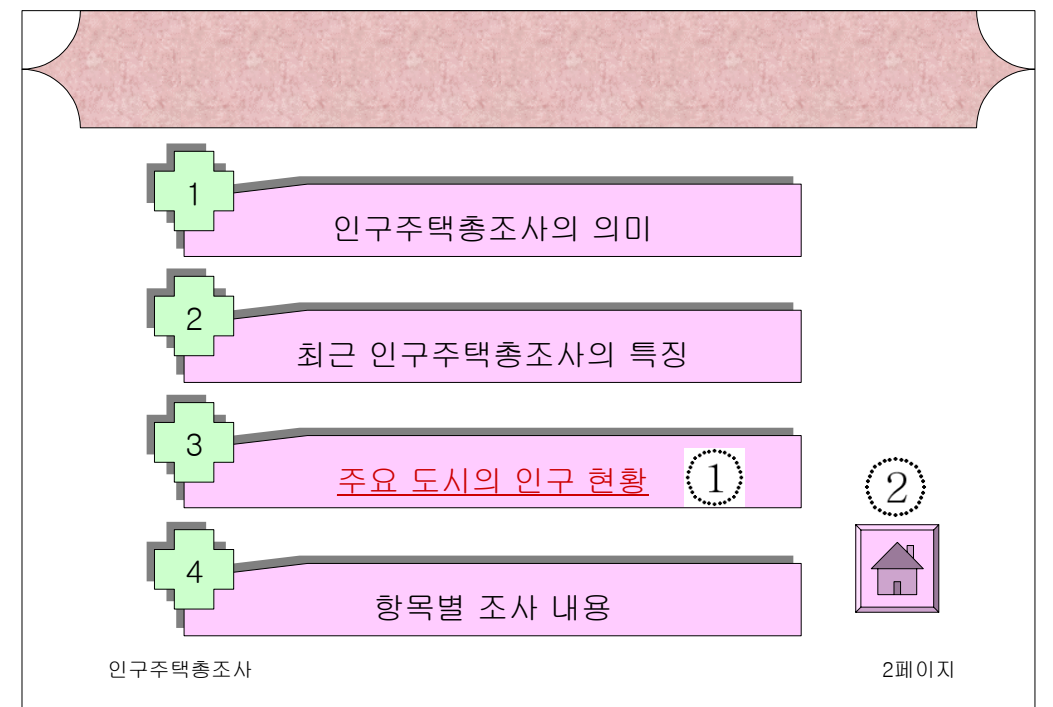 1
인구주택총조사의 의미
2
최근 인구주택총조사의 특징
3
주요 도시의 인구 현황
①
②
4
항목별 조사 내용
인구주택총조사
2페이지